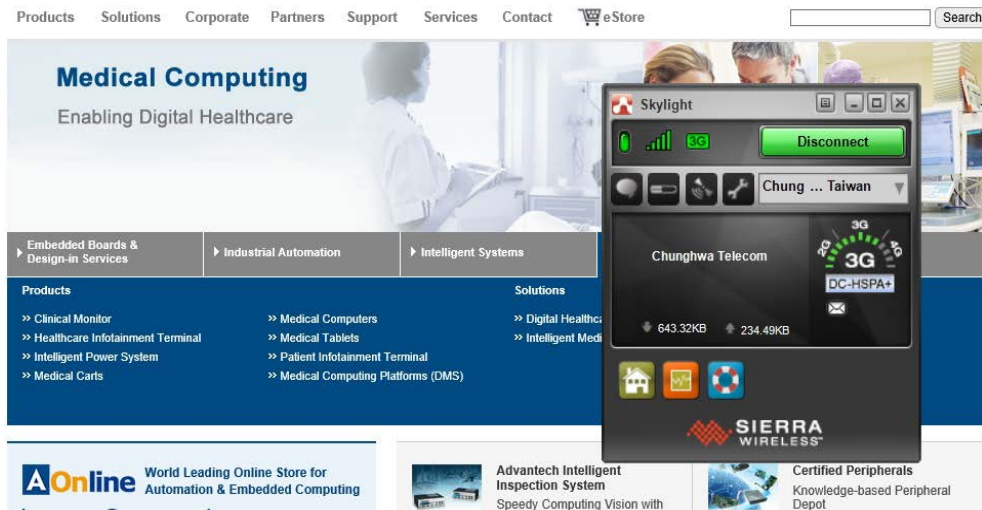 Products Solutions Corporate Partners Support Services Contact eStore Search
Medical Computing
Enabling Digital Healthcare
Skylight
3G Disconnect
Chung ... Taiwan
Chunghwa Telecom
2G 3G 4G
3G
DC-HSPA+
643.32KB 234.49KB
SIERRA
WIRELESS
Embedded Boards &
Design-in Services
Industrial Automation
Intelligent Systems
Products
>> Clinical Monitor
>> Healthcare Infotainment Terminal
>> Intelligent Power System
>> Medical Carts
>> Medical Computers
>> Medical Tablets
>> Patient Infotainment Terminal
>> Medical Computing Platforms (DMS)
Solutions
>> Digital Healthca
>> Intelligent Medi
AOnline
World Leading Online Store for
Automation & Embedded Computing
Advantech Intelligent
Inspection System
Speedy Computing Vision with
Certified Peripherals
Knowledge-based Peripheral
Depot